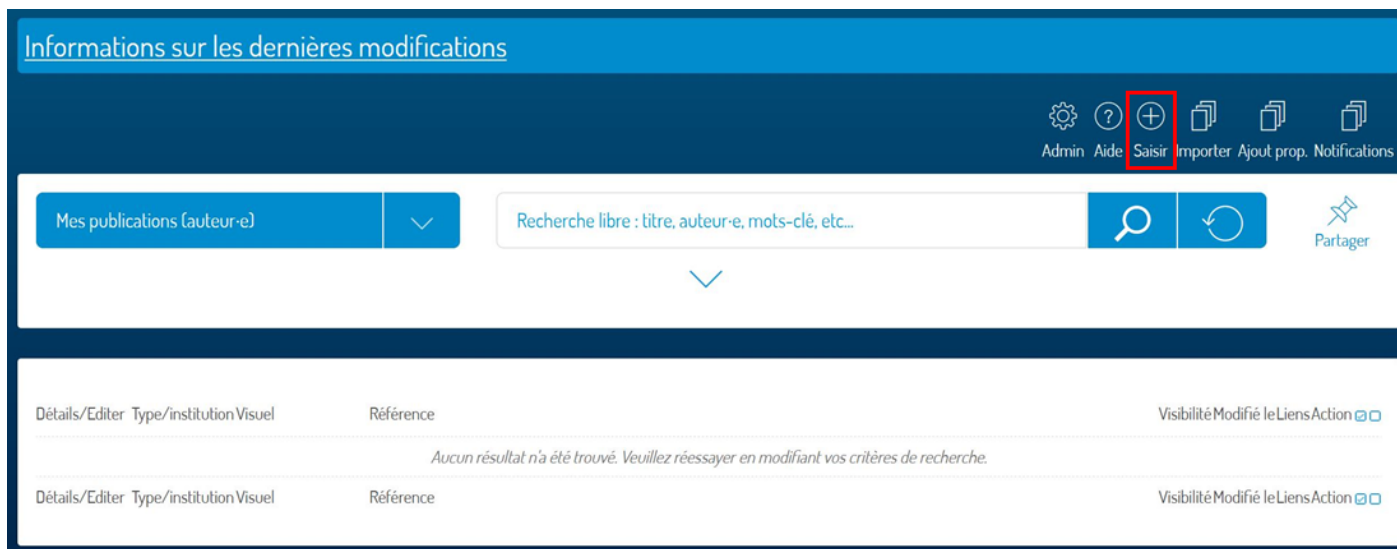 Informations sur les dernières modifications
Admin Aide Saisir Importer Ajout prop. Notifications
Mes publications (auteur·e)
Recherche libre : titre, auteur·e, mots-clé, etc...
Partager
Détails/Editer Type/institution Visuel Référence Visibilité Modifié le Liens Action
Aucun résultat n'a été trouvé. Veuillez réessayer en modifiant vos critères de recherche.
Détails/Editer Type/institution Visuel Référence Visibilité Modifié le Liens Action